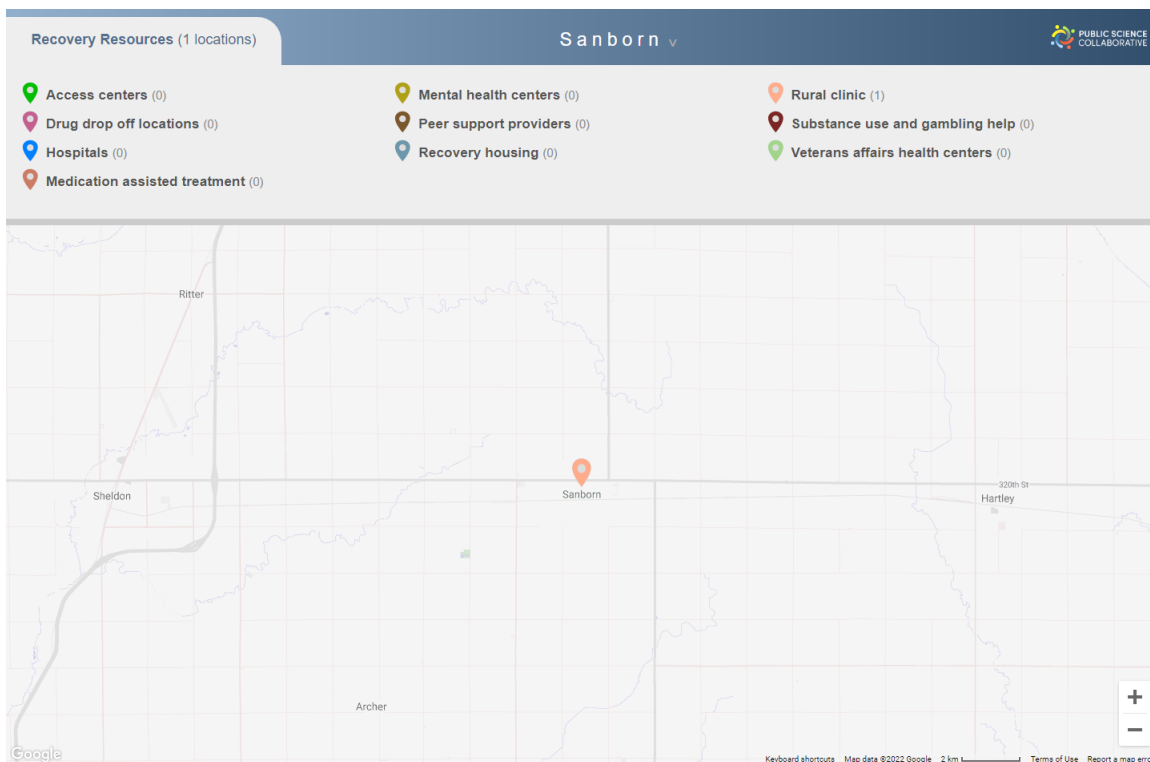 Recovery Resources (1 locations)
Sanborn v
PUBLIC SCIENCE
COLLABORATIVE
Access centers (0)
Mental health centers (0)
Rural clinic (1)
Drug drop off locations (0)
Peer support providers (0)
Substance use and gambling help (0)
Hospitals (0)
Recovery housing (0)
Veterans affairs health centers (0)
Medication assisted treatment (0)
Ritter
Sheldon
Sanborn
320th St
Hartley
Archer
Google
Keyboard shortcuts Map data ©2022 Google 2 km Terms of Use Report a map erro